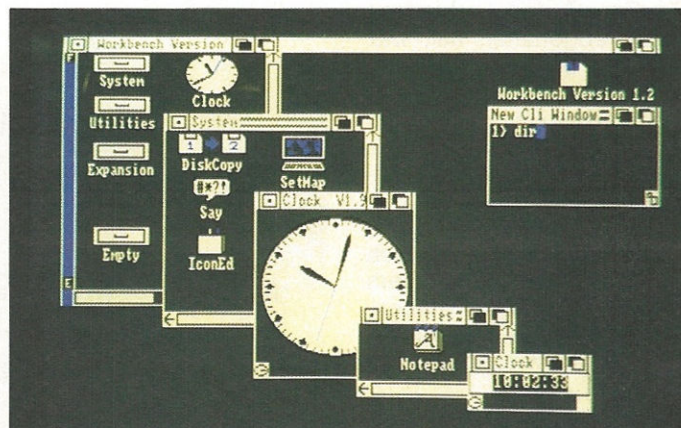 Workbench Version
System
Clock
Utilities
Expansion
Empty
F
E
System
1
2
DiskCopy
SetMap
#*?!
Say
IconEd
Clock V1.3
Utilities
Notepad
Clock
10:02:33
Workbench Version 1.2
New Cli Window
1> dir